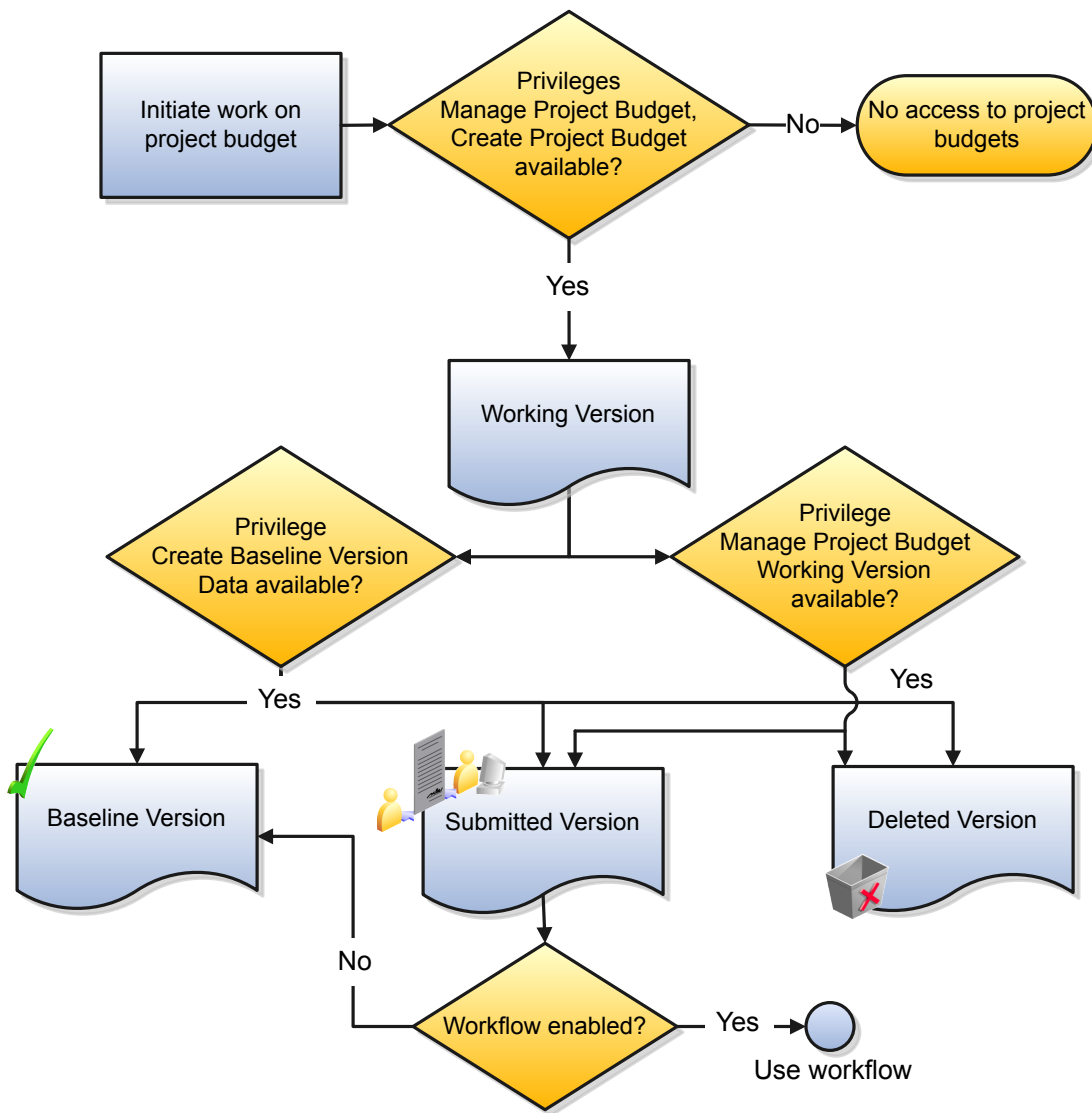 Initiate work on
project budget
Privileges
Manage Project Budget,
Create Project Budget
available?
No
No access to project
budgets
Yes
Working Version
Privilege
Create Baseline Version
Data available?
Privilege
Manage Project Budget
Working Version
available?
Yes
Yes
Baseline Version
Submitted Version
Deleted Version
No
Workflow enabled?
Yes
Use workflow